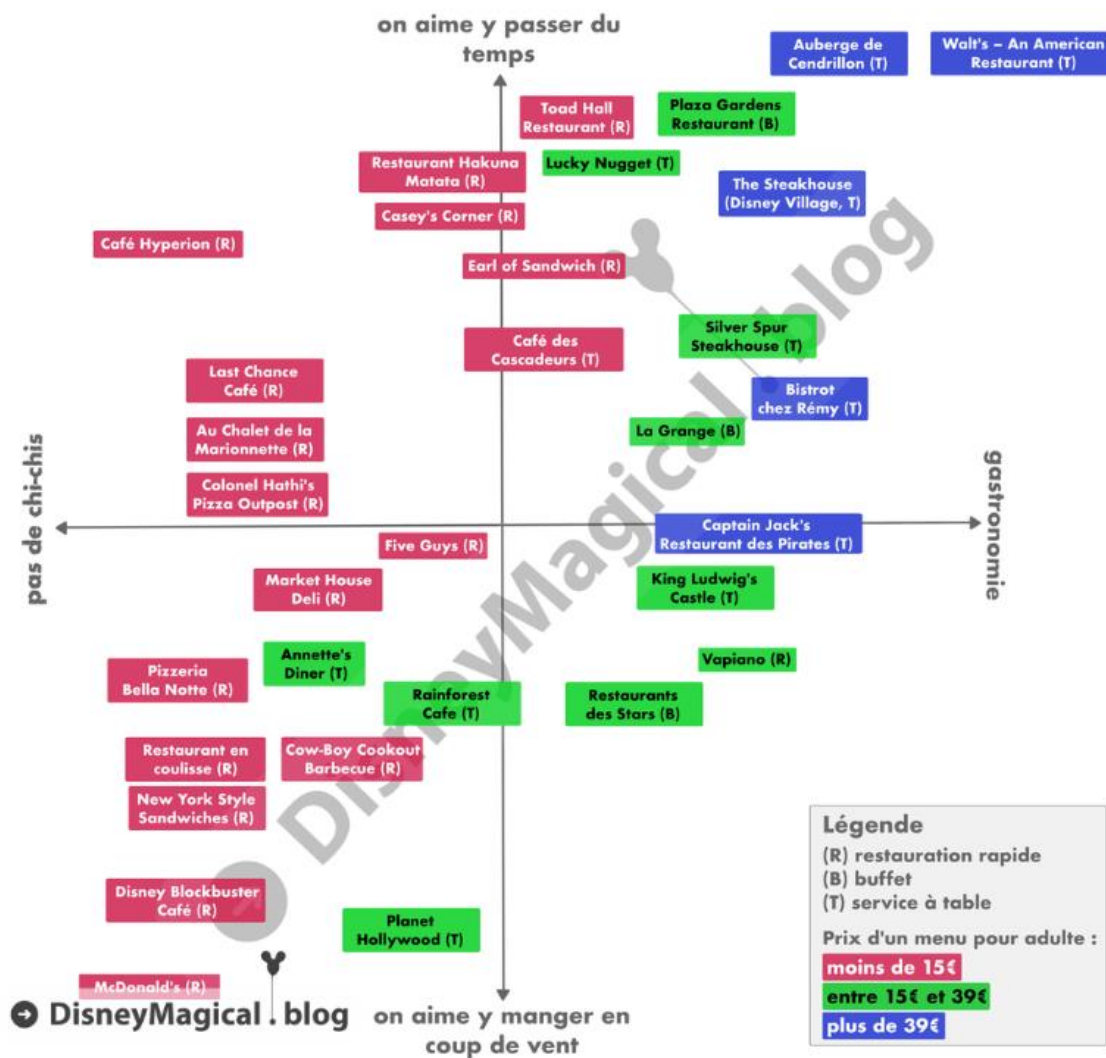 on aime y passer du
temps
Auberge de
Cendrillon (T)
Walt's – An American
Restaurant (T)
Toad Hall
Restaurant (R)
Plaza Gardens
Restaurant (B)
Restaurant Hakuna
Matata (R)
Lucky Nugget (T)
The Steakhouse
(Disney Village, T)
Casey's Corner (R)
Café Hyperion (R)
Earl of Sandwich (R)
Café des
Cascadeurs (T)
Silver Spur
Steakhouse (T)
Last Chance
Café (R)
Bistrot
chez Rémy (T)
Au Chalet de la
Marionnette (R)
La Grange (B)
Colonel Hathi's
Pizza Outpost (R)
pas de chi-chis
gastronomie
Captain Jack's
Restaurant des Pirates (T)
Five Guys (R)
Market House
Deli (R)
King Ludwig's
Castle (T)
Annette's
Diner (T)
Vapiano (R)
Pizzeria
Bella Notte (R)
Rainforest
Cafe (T)
Restaurants
des Stars (B)
Restaurant en
coulisse (R)
Cow-Boy Cookout
Barbecue (R)
New York Style
Sandwiches (R)
Disney Blockbuster
Café (R)
Planet
Hollywood (T)
McDonald's (R)
on aime y manger en
coup de vent
Légende
(R) restauration rapide
(B) buffet
(T) service à table
Prix d'un menu pour adulte :
moins de 15€
entre 15€ et 39€
plus de 39€
DisneyMagical.blog
DisneyMagical.blog